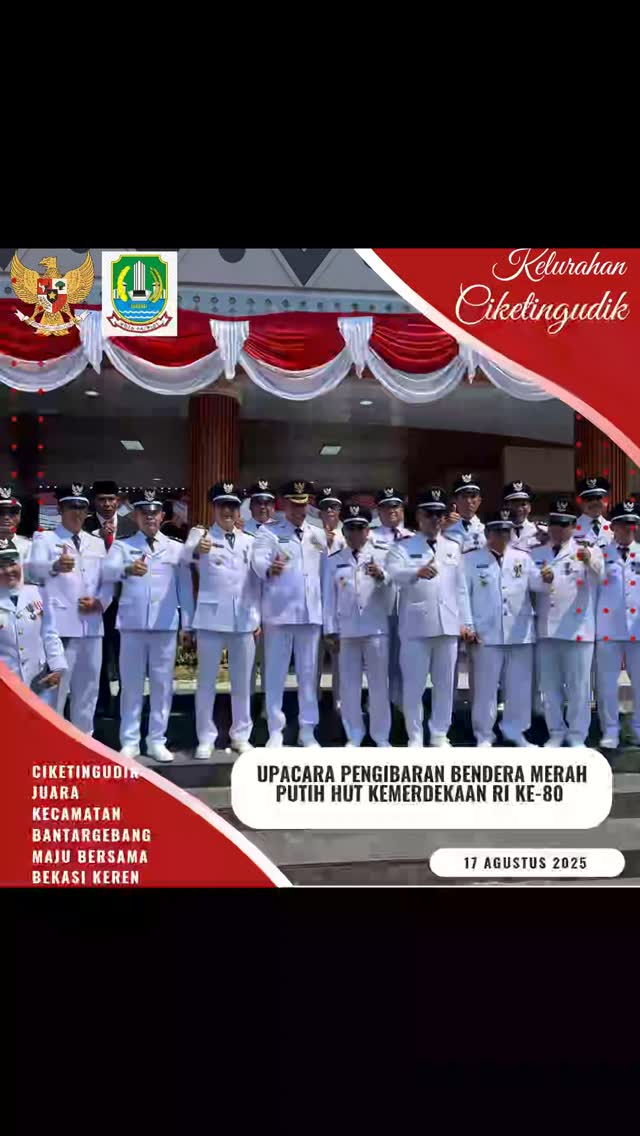 Kelurahan
Ciketingudik
CIKETINGUDIK
JUARA
KECAMATAN
BANTARGEBANG
MAJU BERSAMA
BEKASI KEREN
UPACARA PENGIBARAN BENDERA MERAH
PUTIH HUT KEMERDEKAAN RI KE-80
17 AGUSTUS 2025